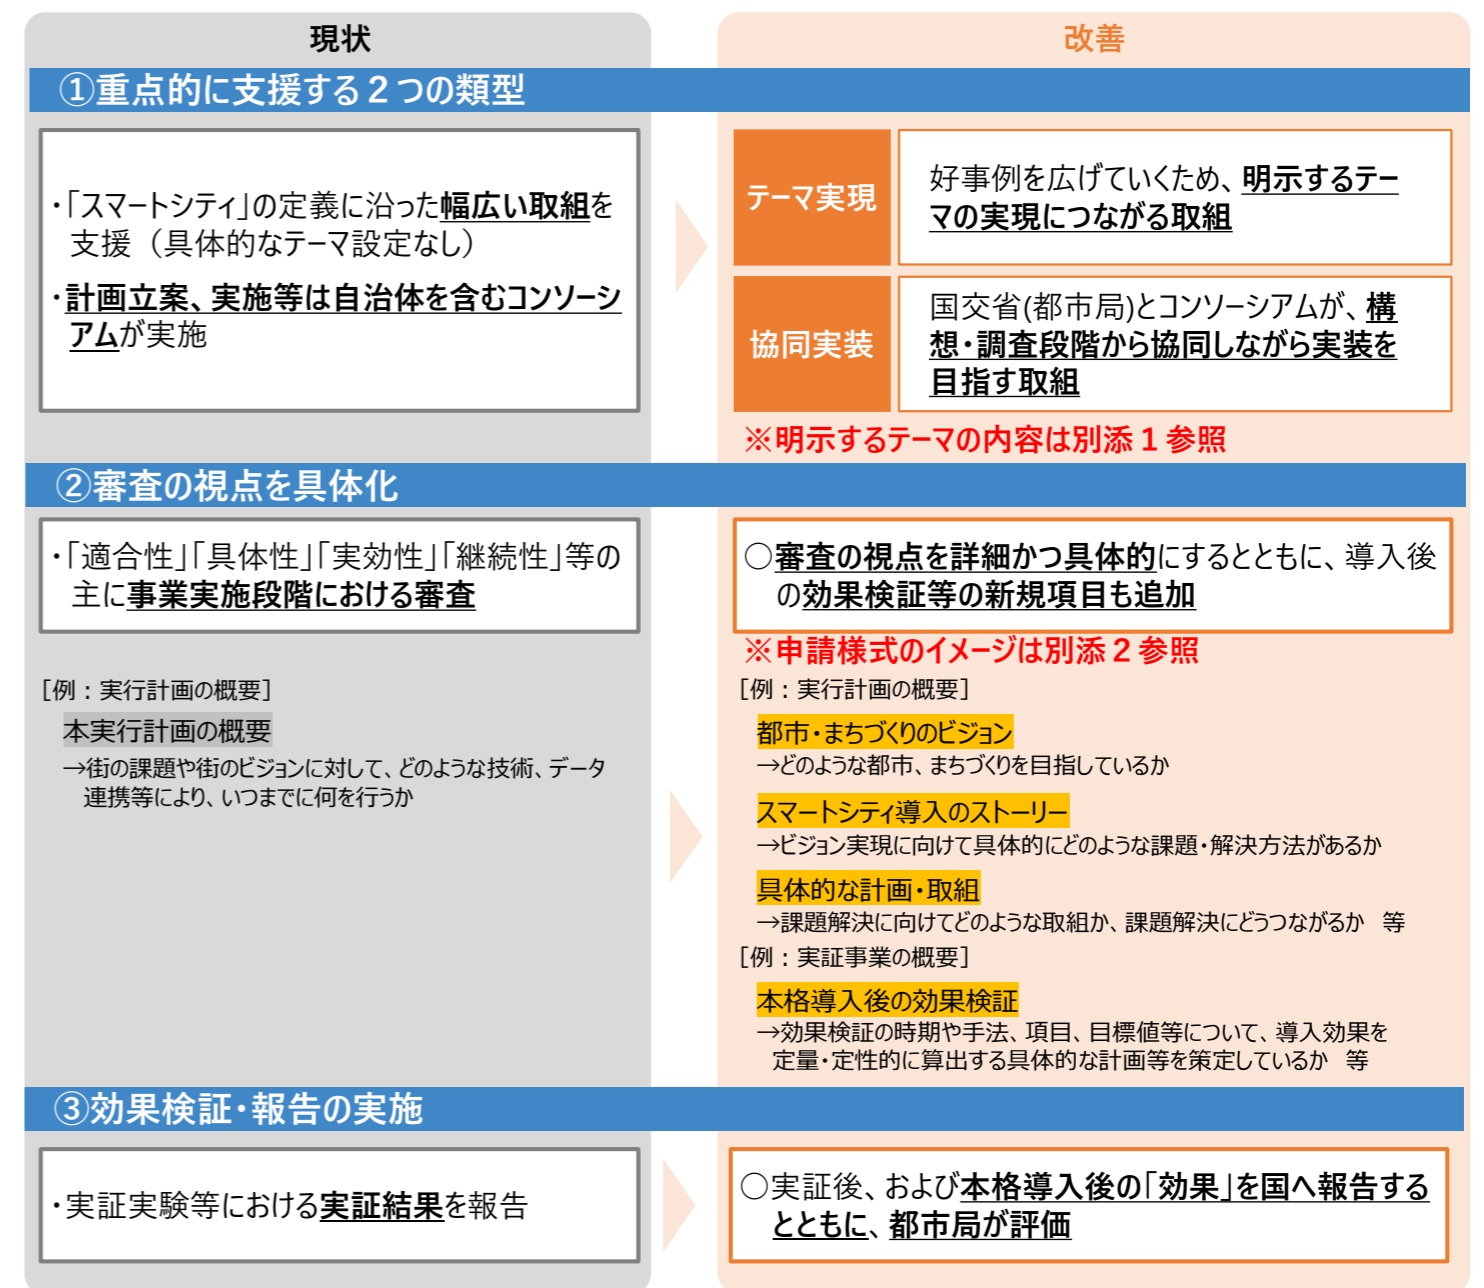 現状
改善
①重点的に支援する２つの類型
・「スマートシティ」の定義に沿った幅広い取組を
支援（具体的なテーマ設定なし）
・計画立案、実施等は自治体を含むコンソーシ
アムが実施
テーマ実現
好事例を広げていくため、明示するテー
マの実現につながる取組
協同実装
国交省(都市局)とコンソーシアムが、構
想・調査段階から協同しながら実装を
目指す取組
※明示するテーマの内容は別添１参照
②審査の視点を具体化
・「適合性」「具体性」「実効性」「継続性」等の
主に事業実施段階における審査
○審査の視点を詳細かつ具体的にするとともに、導入後
の効果検証等の新規項目も追加
※申請様式のイメージは別添２参照
［例：実行計画の概要］
本実行計画の概要
→街の課題や街のビジョンに対して、どのような技術、データ
連携等により、いつまでに何を行うか
［例：実行計画の概要］
都市・まちづくりのビジョン
→どのような都市、まちづくりを目指しているか
スマートシティ導入のストーリー
→ビジョン実現に向けて具体的にどのような課題・解決方法があるか
具体的な計画・取組
→課題解決に向けてどのような取組か、課題解決にどうつながるか　等
［例：実証事業の概要］
本格導入後の効果検証
→効果検証の時期や手法、項目、目標値等について、導入効果を
定量・定性的に算出する具体的な計画等を策定しているか　等
③効果検証・報告の実施
・実証実験等における実証結果を報告
○実証後、および本格導入後の「効果」を国へ報告する
とともに、都市局が評価